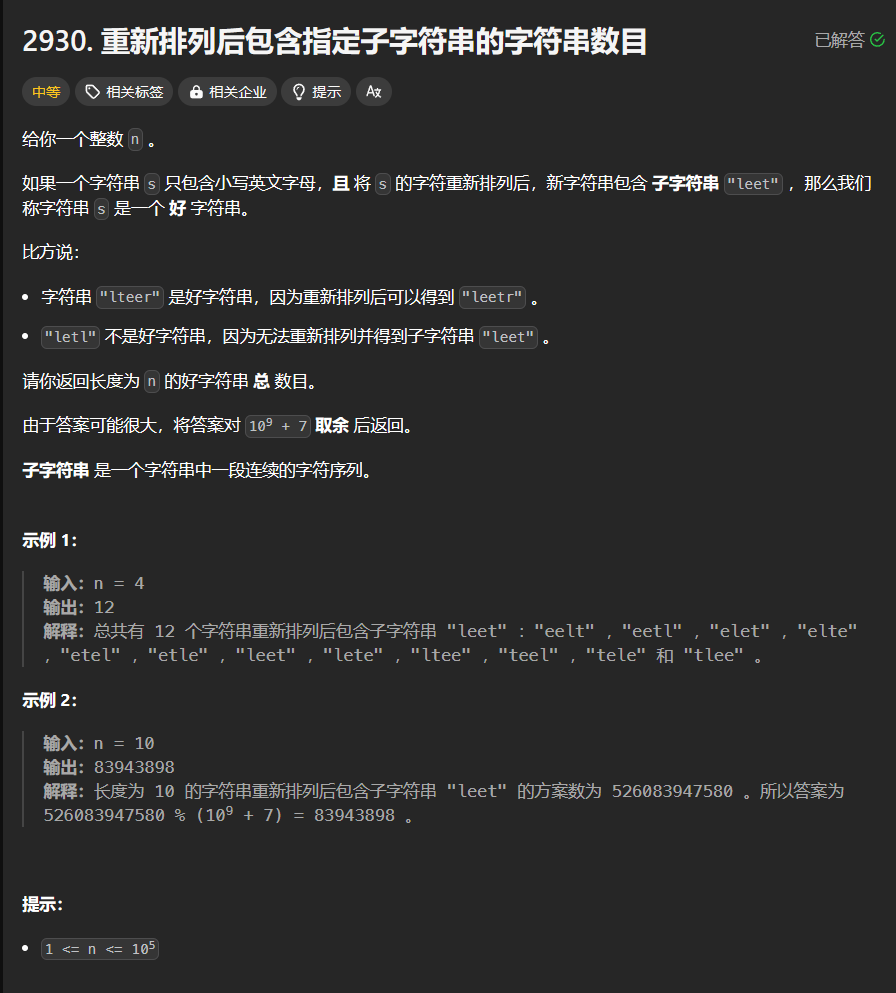 2930. 重新排列后包含指定子字符串的字符串数目
已解答
中等 相关标签 相关企业 提示 A文
给你一个整数 n 。
如果一个字符串 s 只包含小写英文字母，且 将 s 的字符重新排列后，新字符串包含 子字符串 "leet" ，那么我们
称字符串 s 是一个 好 字符串。
比方说：
• 字符串 "lteer" 是好字符串，因为重新排列后可以得到 "leetr" 。
• "letl" 不是好字符串，因为无法重新排列并得到子字符串 "leet" 。
请你返回长度为 n 的好字符串 总 数目。
由于答案可能很大，将答案对 10⁹ + 7 取余 后返回。
子字符串 是一个字符串中一段连续的字符序列。
示例 1：
输入：n = 4
输出：12
解释：总共有 12 个字符串重新排列后包含子字符串 "leet" ："eelt" ，"eetl" ，"elet" ，"elte"
，"etel" ，"etle" ，"leet" ，"lete" ，"ltee" ，"teel" ，"tele" 和 "tlee" 。
示例 2：
输入：n = 10
输出：83943898
解释：长度为 10 的字符串重新排列后包含子字符串 "leet" 的方案数为 526083947580 。所以答案为
526083947580 % (10⁹ + 7) = 83943898 。
提示：
• 1 <= n <= 10⁵